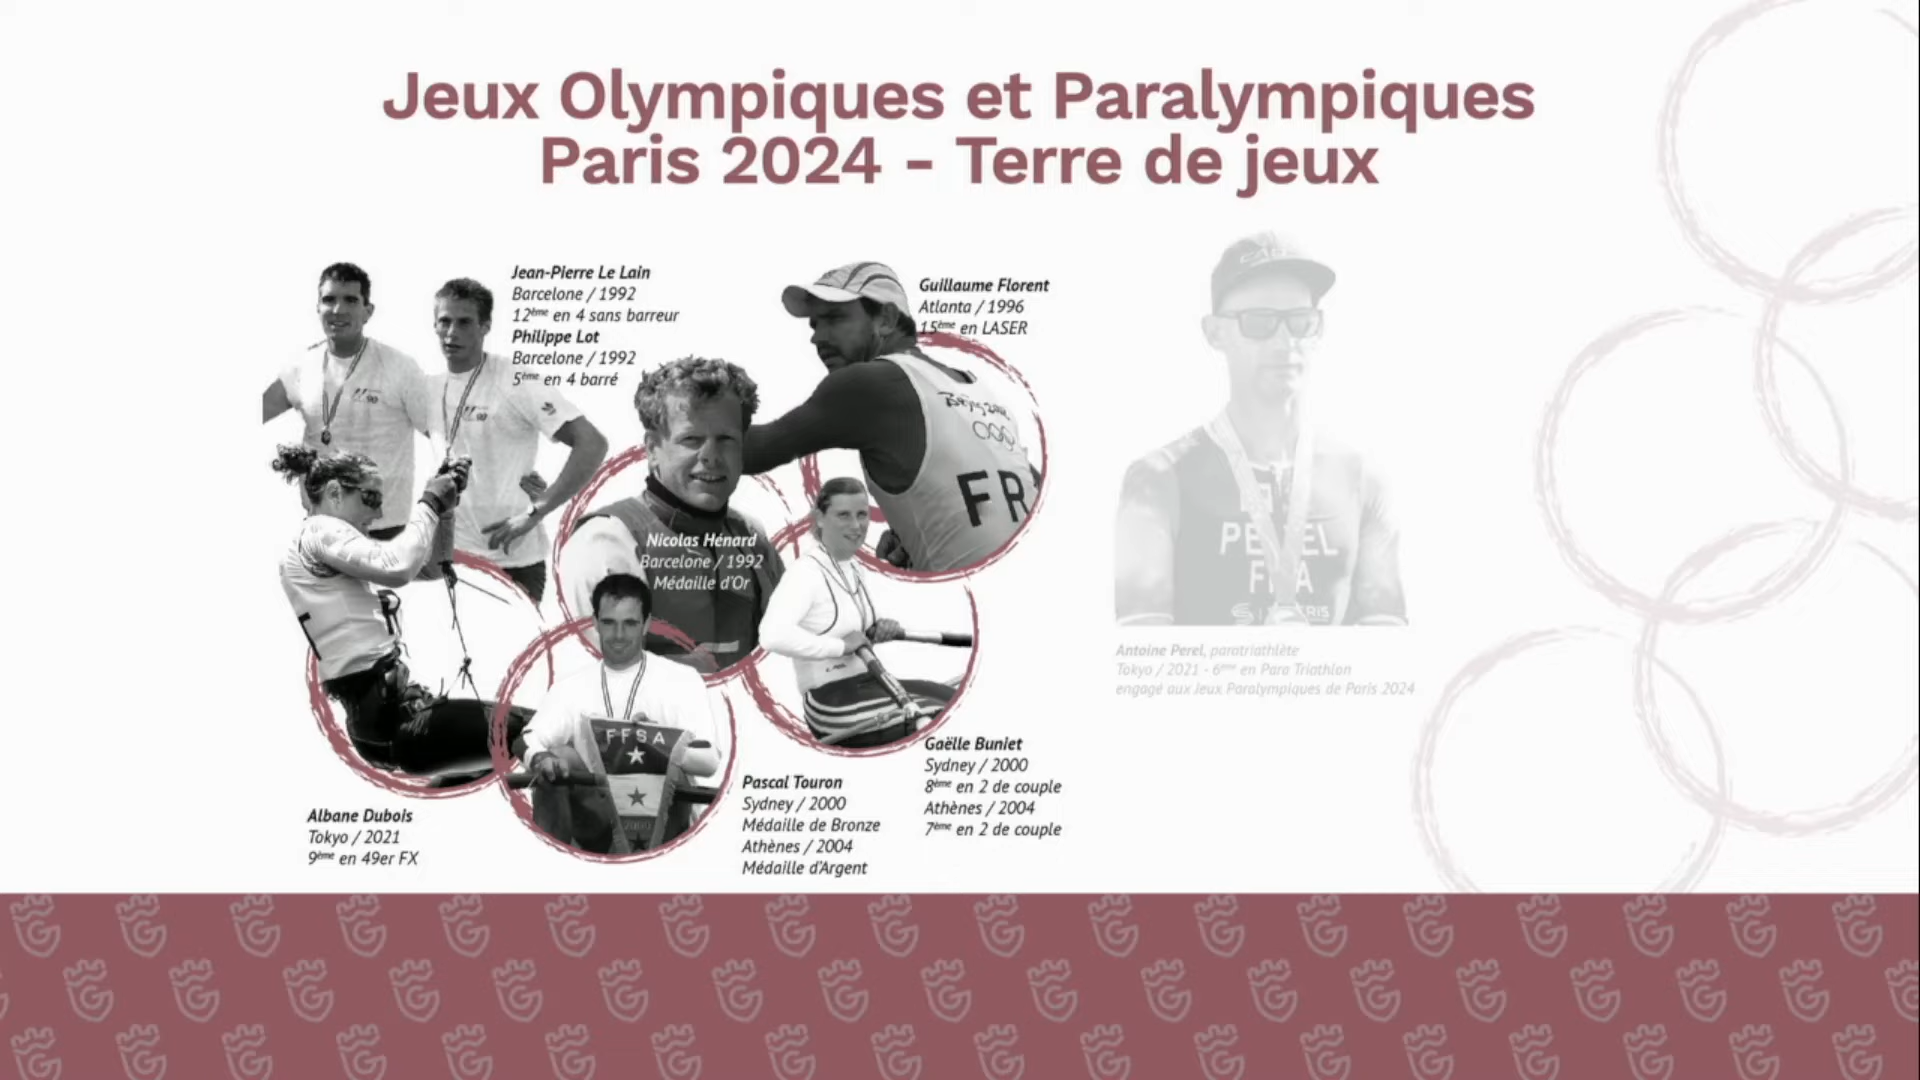 Jeux Olympiques et Paralympiques
Paris 2024 - Terre de jeux
Jean-Pierre Le Lain
Barcelone / 1992
12ème en 4 sans barreur
Philippe Lot
Barcelone / 1992
5ème en 4 barré
Guillaume Florent
Atlanta / 1996
15ème en LASER
Nicolas Hénard
Barcelone / 1992
Médaille d'Or
FR
PEREL
FRA
FFSA
Antoine Perel, paratriathlète
Tokyo / 2021 - 6ème en Para Triathlon
engagé aux Jeux Paralympiques de Paris 2024
Gaëlle Buniet
Sydney / 2000
8ème en 2 de couple
Athènes / 2004
7ème en 2 de couple
Pascal Touron
Sydney / 2000
Médaille de Bronze
Athènes / 2004
Médaille d'Argent
Albane Dubois
Tokyo / 2021
9ème en 49er FX